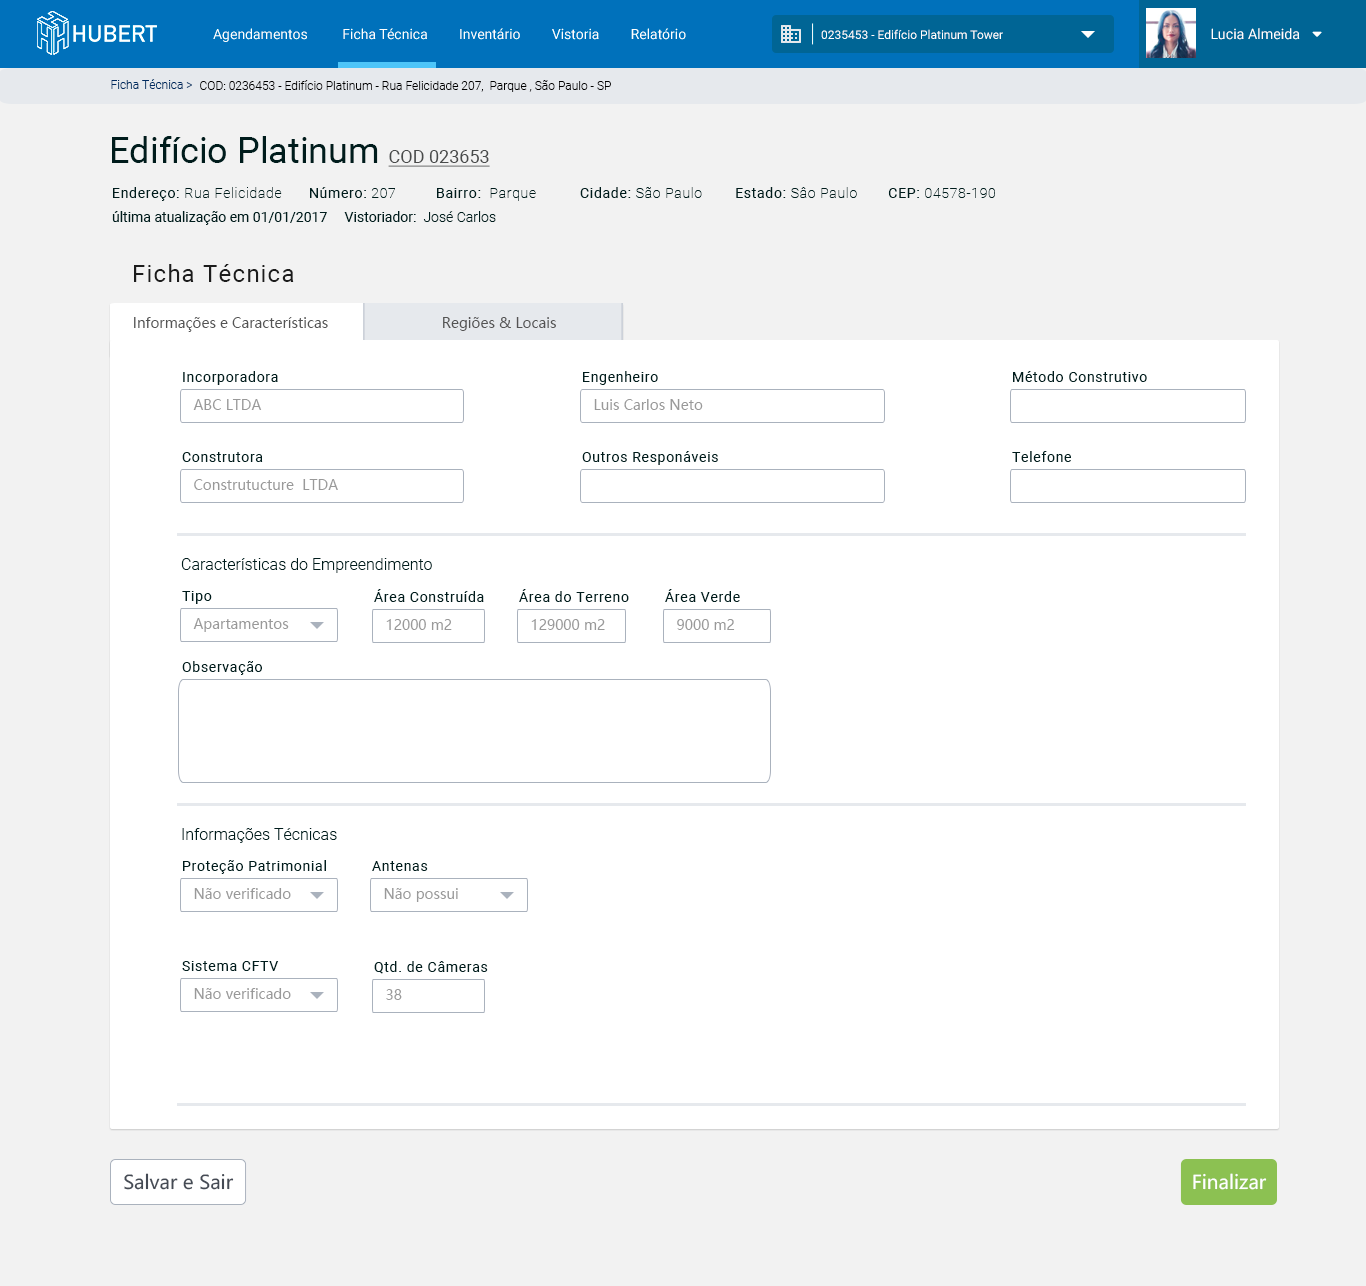 HUBERT Agendamentos Ficha Técnica Inventário Vistoria Relatório 0235453 - Edifício Platinum Tower Lucia Almeida
Ficha Técnica > COD: 0236453 - Edifício Platinum - Rua Felicidade 207, Parque , São Paulo - SP
Edifício Platinum COD 023653
Endereço: Rua Felicidade Número: 207 Bairro: Parque Cidade: São Paulo Estado: São Paulo CEP: 04578-190
última atualização em 01/01/2017 Vistoriador: José Carlos
Ficha Técnica
Informações e Características Regiões & Locais
Incorporadora Engenheiro Método Construtivo
ABC LTDA Luis Carlos Neto
Construtora Outros Responáveis Telefone
Construtucture LTDA
Características do Empreendimento
Tipo Área Construída Área do Terreno Área Verde
Apartamentos 12000 m2 129000 m2 9000 m2
Observação
Informações Técnicas
Proteção Patrimonial Antenas
Não verificado Não possui
Sistema CFTV Qtd. de Câmeras
Não verificado 38
Salvar e Sair Finalizar